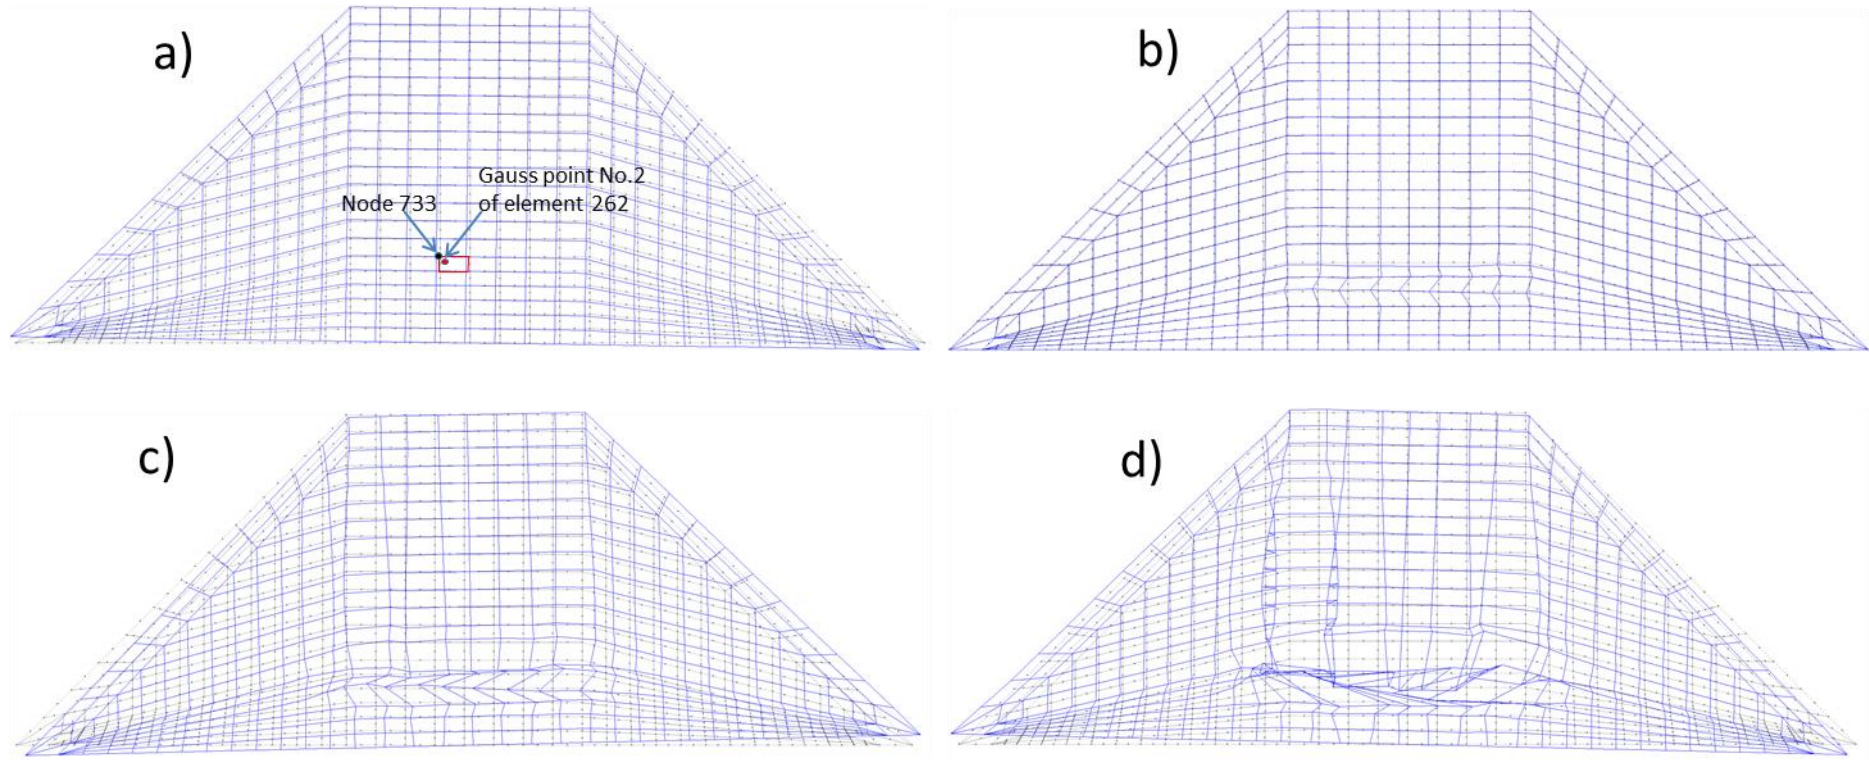 a)
b)
Gauss point No.2
Node 733
of element 262
c)
d)